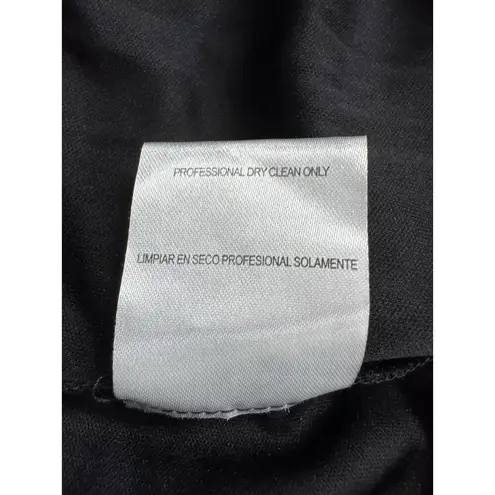 PROFESSIONAL DRY CLEAN ONLY
LIMPIAR EN SECO PROFESIONAL SOLAMENTE